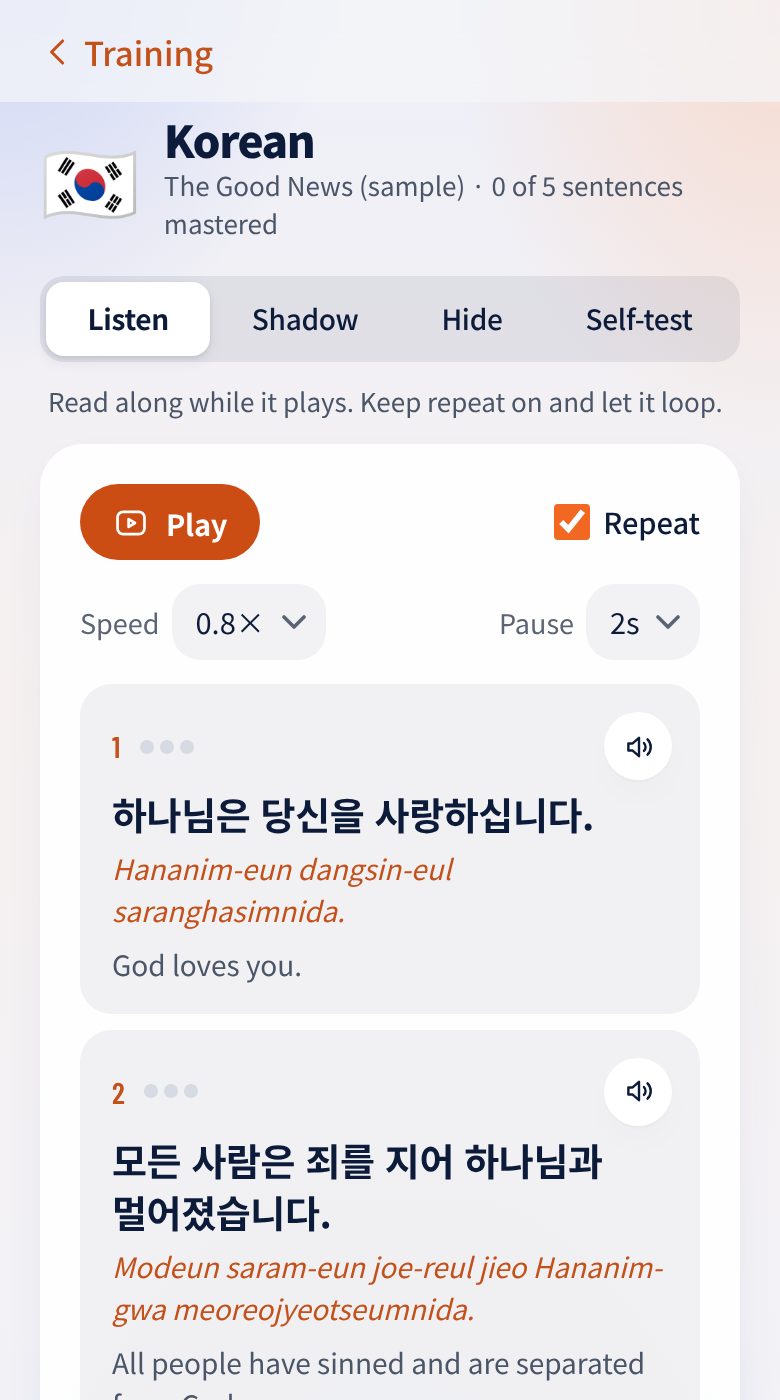 Training
Korean
The Good News (sample) · 0 of 5 sentences
mastered
Listen Shadow Hide Self-test
Read along while it plays. Keep repeat on and let it loop.
Play Repeat
Speed 0.8× Pause 2s
1
하나님은 당신을 사랑하십니다.
Hananim-eun dangsin-eul
saranghasimnida.
God loves you.
2
모든 사람은 죄를 지어 하나님과
멀어졌습니다.
Modeun saram-eun joe-reul jieo Hananim-
gwa meoreojyeotseumnida.
All people have sinned and are separated